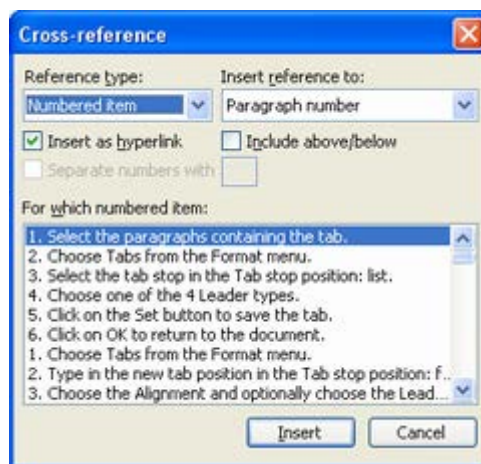 Cross-reference
Reference type: Insert reference to:
Numbered item Paragraph number
Insert as hyperlink Include above/below
Separate numbers with
For which numbered item:
1. Select the paragraphs containing the tab.
2. Choose Tabs from the Format menu.
3. Select the tab stop in the Tab stop position: list.
4. Choose one of the 4 Leader types.
5. Click on the Set button to save the tab.
6. Click on OK to return to the document.
1. Choose Tabs from the Format menu.
2. Type in the new tab position in the Tab stop position: f..
3. Choose the Alignment and optionally choose the Lead...
Insert Cancel